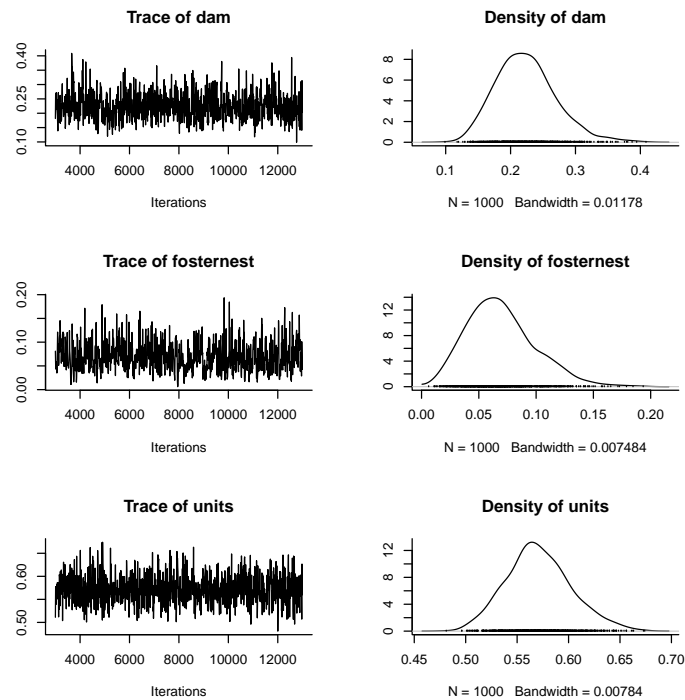 Trace of dam
Density of dam
0.10 0.25 0.40
4000 6000 8000 10000 12000
Iterations
0 2 4 6 8
0.1 0.2 0.3 0.4
N = 1000 Bandwidth = 0.01178
Trace of fosternest
Density of fosternest
0.00 0.10 0.20
4000 6000 8000 10000 12000
Iterations
0 4 8 12
0.00 0.05 0.10 0.15 0.20
N = 1000 Bandwidth = 0.007484
Trace of units
Density of units
0.50 0.60
4000 6000 8000 10000 12000
Iterations
0 4 8 12
0.45 0.50 0.55 0.60 0.65 0.70
N = 1000 Bandwidth = 0.00784